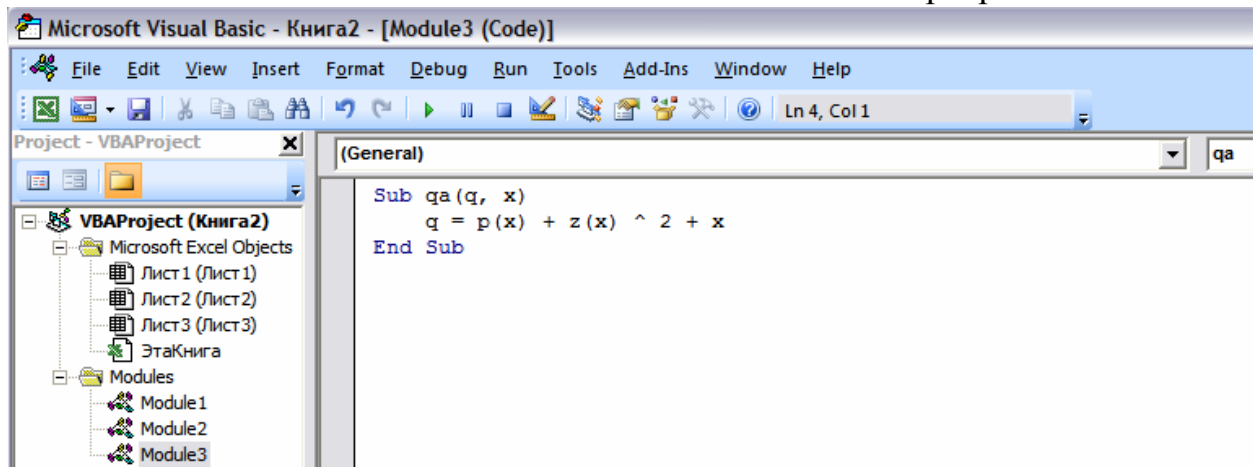 Microsoft Visual Basic - Книга2 - [Module3 (Code)]
File Edit View Insert Format Debug Run Tools Add-Ins Window Help
Ln 4, Col 1
Project - VBAProject
(General)
qa
Sub qa(q, x)
q = p(x) + z(x) ^ 2 + x
End Sub
VBAProject (Книга2)
Microsoft Excel Objects
Лист1 (Лист1)
Лист2 (Лист2)
Лист3 (Лист3)
ЭтаКнига
Modules
Module1
Module2
Module3